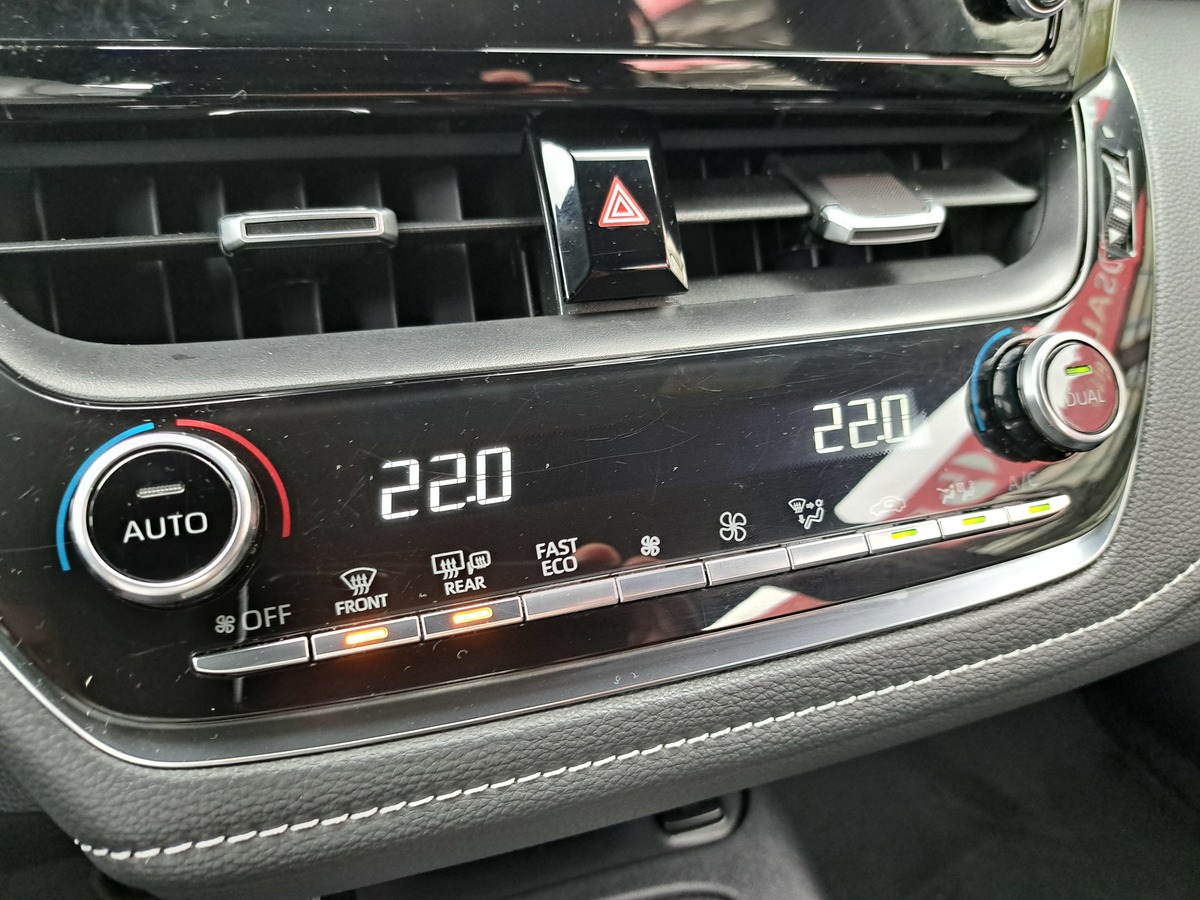 DUAL
22.0
22.0
AUTO
A/C
FAST
ECO
REAR
FRONT
OFF